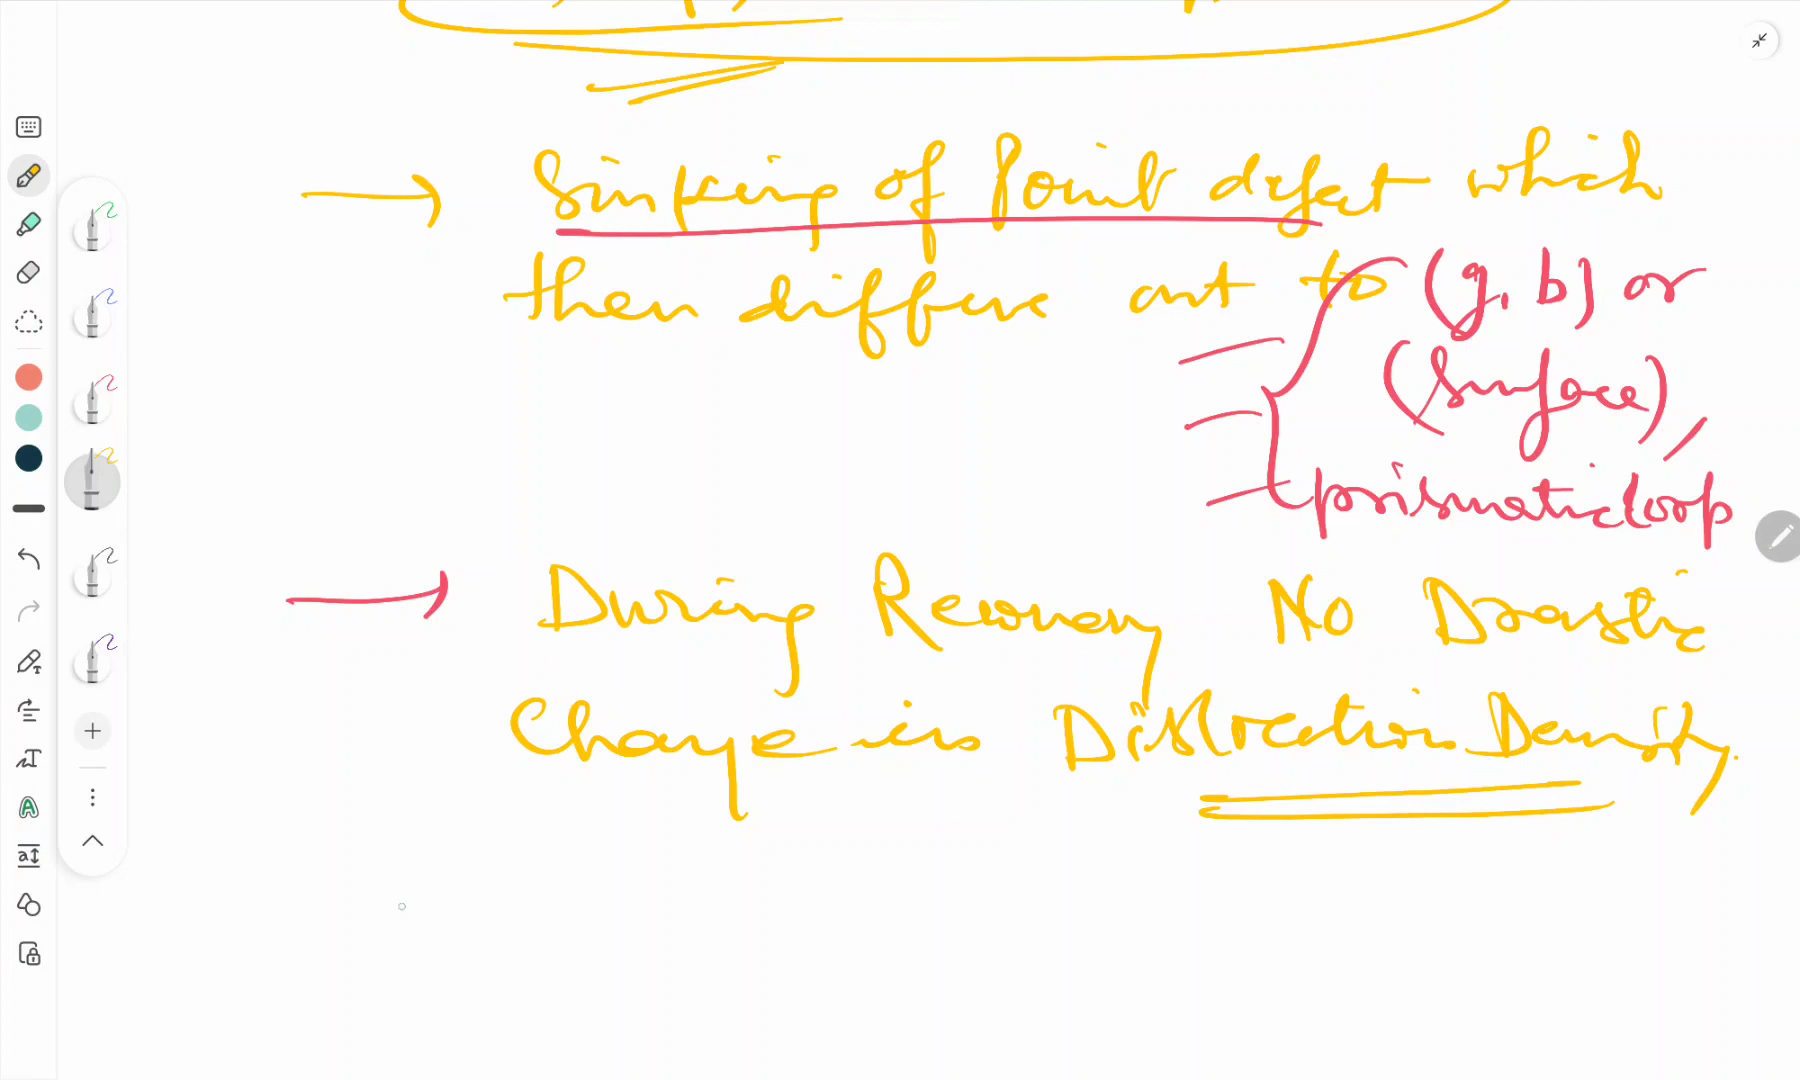 → Sinking of point defect which
then diffuse out to { (g, b) or
(surface),
prismatic loop
→ During Recovery No Drastic
Change in Dislocation Density.